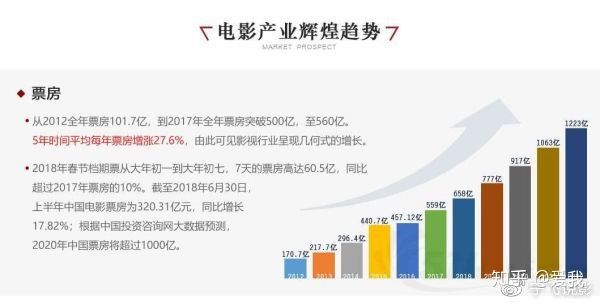 电影产业辉煌趋势
MARKET PROSPECT
票房
从2012全年票房101.7亿，到2017年全年票房突破500亿，至560亿。
5年时间平均每年票房增涨27.6%，由此可见影视行业呈现几何式的增长。
2018年春节档期票从大年初一到大年初七，7天的票房高达60.5亿，同比
超过2017年票房的10%。截至2018年6月30日，
上半年中国电影票房为320.31亿元，同比增长
17.82%；根据中国投资咨询网大数据预测，
2020年中国票房将超过1000亿。
170.7亿 217.7亿 296.4亿 440.7亿 457.12亿 559亿 658亿 777亿 917亿 1063亿 1223亿
2012 2013 2014 2015 2016 2017 2018
知乎 @爱我